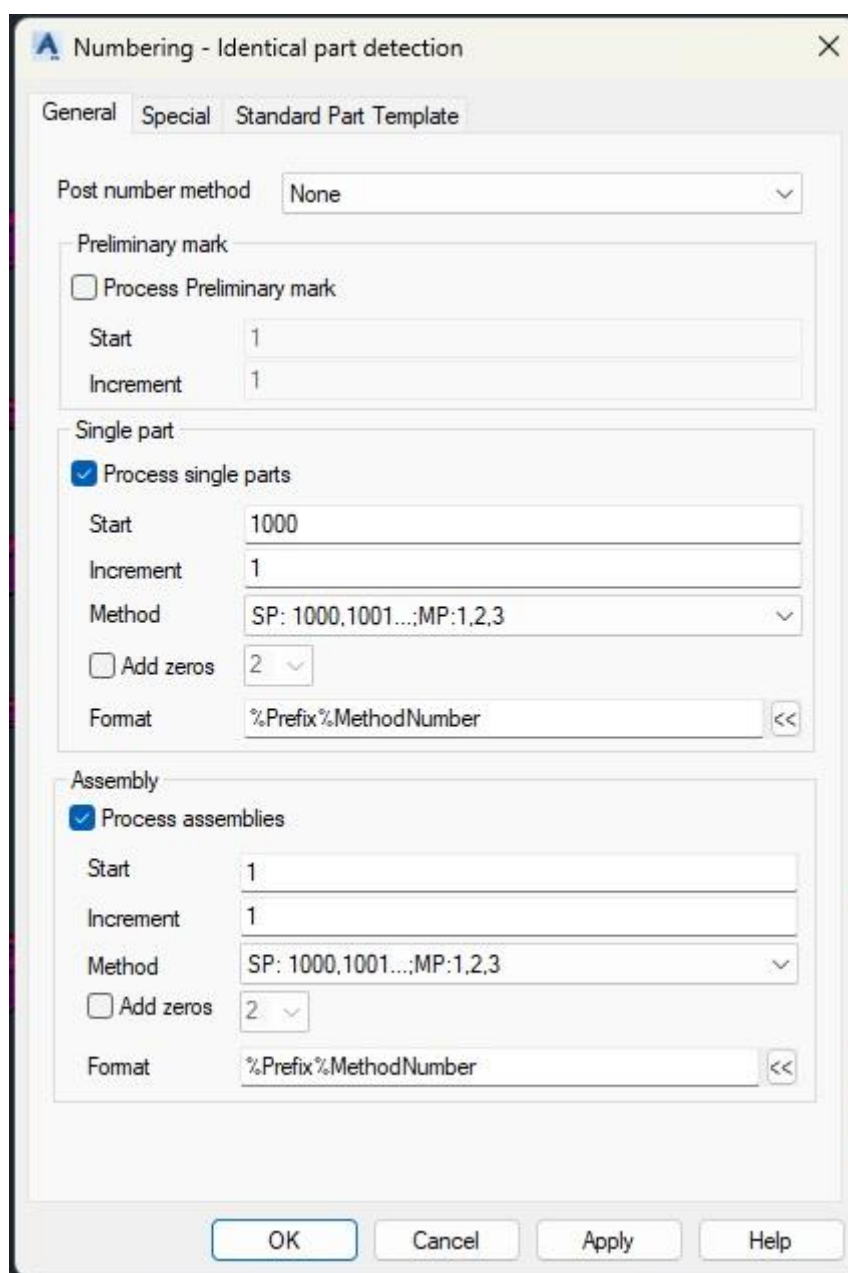 Numbering - Identical part detection
General Special Standard Part Template
Post number method None
Preliminary mark
Process Preliminary mark
Start 1
Increment 1
Single part
Process single parts
Start 1000
Increment 1
Method SP: 1000,1001...;MP:1,2,3
Add zeros 2
Format %Prefix%MethodNumber <<
Assembly
Process assemblies
Start 1
Increment 1
Method SP: 1000,1001...;MP:1,2,3
Add zeros 2
Format %Prefix%MethodNumber <<
OK Cancel Apply Help